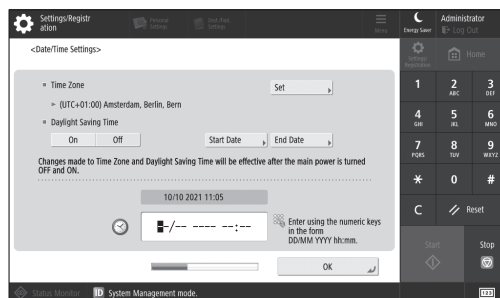 Settings/Registr
ation
Personal
Settings
Dest./Fwd.
Settings
Menu
Energy Saver
Administrator
Log Out
<Date/Time Settings>
Settings/
Registration
Home
Time Zone
Set
(UTC+01:00) Amsterdam, Berlin, Bern
Daylight Saving Time
On Off Start Date End Date
Changes made to Time Zone and Daylight Saving Time will be effective after the main power is turned
OFF and ON.
10/10 2021 11:05
-/-- ---- --:--
Enter using the numeric keys
in the form
DD/MM YYYY hh:mm.
OK
Status Monitor
ID System Management mode.
1 2 ABC 3 DEF
4 GHI 5 JKL 6 MNO
7 PQRS 8 TUV 9 WXYZ
* 0 #
C Reset
Start Stop
123